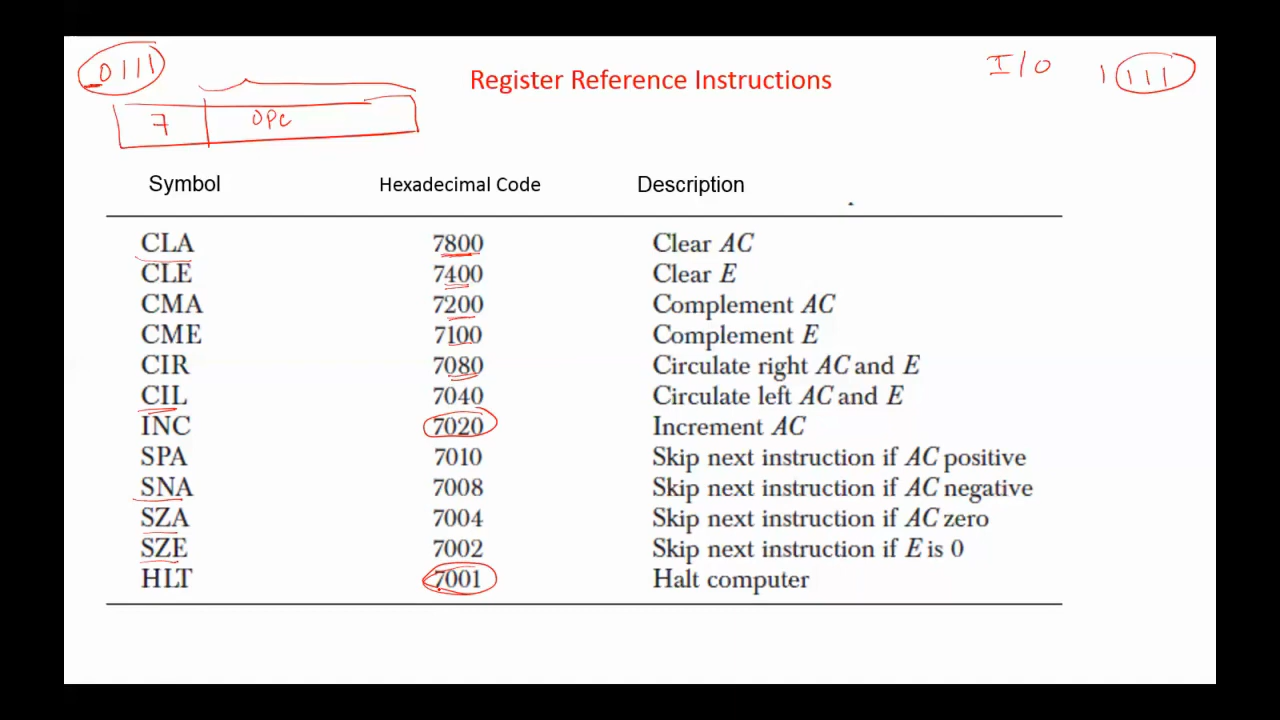 0111
Register Reference Instructions
I/O 1111
7 OPC
Symbol Hexadecimal Code Description
CLA 7800 Clear AC
CLE 7400 Clear E
CMA 7200 Complement AC
CME 7100 Complement E
CIR 7080 Circulate right AC and E
CIL 7040 Circulate left AC and E
INC 7020 Increment AC
SPA 7010 Skip next instruction if AC positive
SNA 7008 Skip next instruction if AC negative
SZA 7004 Skip next instruction if AC zero
SZE 7002 Skip next instruction if E is 0
HLT 7001 Halt computer